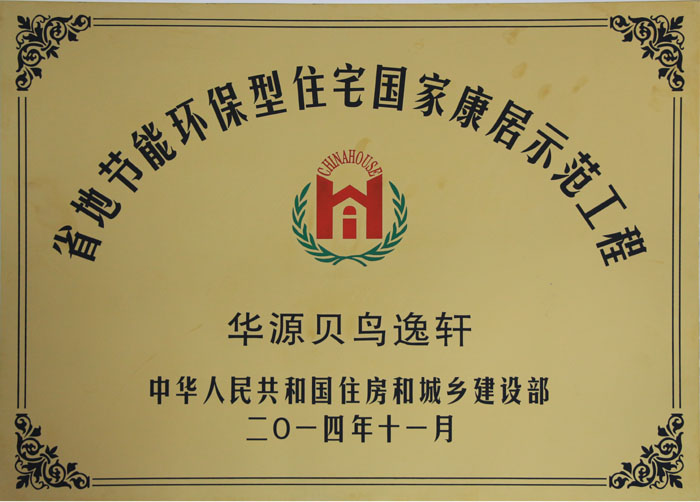 省地节能环保型住宅国家康居示范工程
CHINAHOUSE
华源贝鸟逸轩
中华人民共和国住房和城乡建设部
二〇一四年十一月